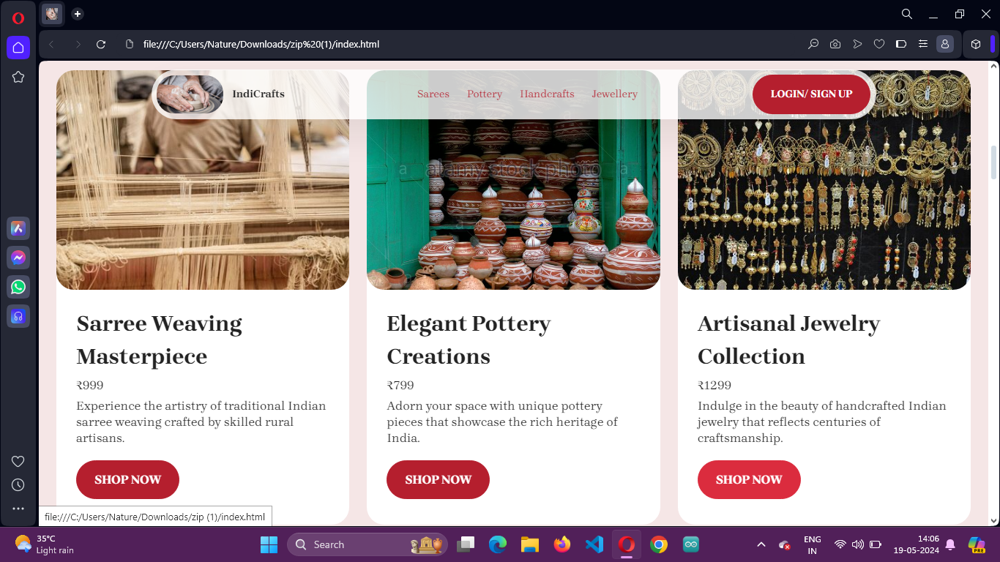 file:///C:/Users/Nature/Downloads/zip%20(1)/index.html
IndiCrafts
Sarees Pottery Handcrafts Jewellery
LOGIN/ SIGN UP
a alamy stock photo a
Sarree Weaving
Masterpiece
₹999
Experience the artistry of traditional Indian
sarree weaving crafted by skilled rural
artisans.
SHOP NOW
Elegant Pottery
Creations
₹799
Adorn your space with unique pottery
pieces that showcase the rich heritage of
India.
SHOP NOW
Artisanal Jewelry
Collection
₹1299
Indulge in the beauty of handcrafted Indian
jewelry that reflects centuries of
craftsmanship.
SHOP NOW
file:///C:/Users/Nature/Downloads/zip (1)/index.html
35°C
Light rain
Search
PRE
ENG
IN
14:06
19-05-2024